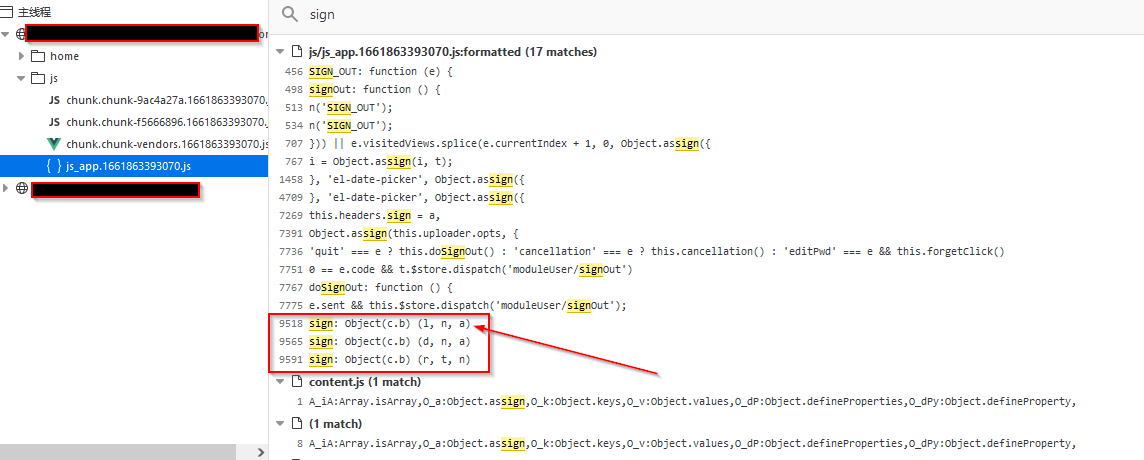 主线程
home
js
chunk.chunk-9ac4a27a.1661863393070.j
chunk.chunk-f5666896.1661863393070.j
chunk.chunk-vendors.1661863393070.js
js_app.1661863393070.js
sign
js/js_app.1661863393070.js:formatted (17 matches)
456 SIGN_OUT: function (e) {
498 signOut: function () {
513 n('SIGN_OUT');
534 n('SIGN_OUT');
707 })) || e.visitedViews.splice(e.currentIndex + 1, 0, Object.assign({
767 i = Object.assign(i, t);
1458 }, 'el-date-picker', Object.assign({
4709 }, 'el-date-picker', Object.assign({
7269 this.headers.sign = a,
7391 Object.assign(this.uploader.opts, {
7736 'quit' === e ? this.doSignOut() : 'cancellation' === e ? this.cancellation() : 'editPwd' === e && this.forgetClick()
7751 0 == e.code && t.$store.dispatch('moduleUser/signOut')
7767 doSignOut: function () {
7775 e.sent && this.$store.dispatch('moduleUser/signOut');
9518 sign: Object(c.b) (l, n, a)
9565 sign: Object(c.b) (d, n, a)
9591 sign: Object(c.b) (r, t, n)
content.js (1 match)
1 A_iA:Array.isArray,O_a:Object.assign,O_k:Object.keys,O_v:Object.values,O_dP:Object.defineProperties,O_dPy:Object.defineProperty,
(1 match)
8 A_iA:Array.isArray,O_a:Object.assign,O_k:Object.keys,O_v:Object.values,O_dP:Object.defineProperties,O_dPy:Object.defineProperty,